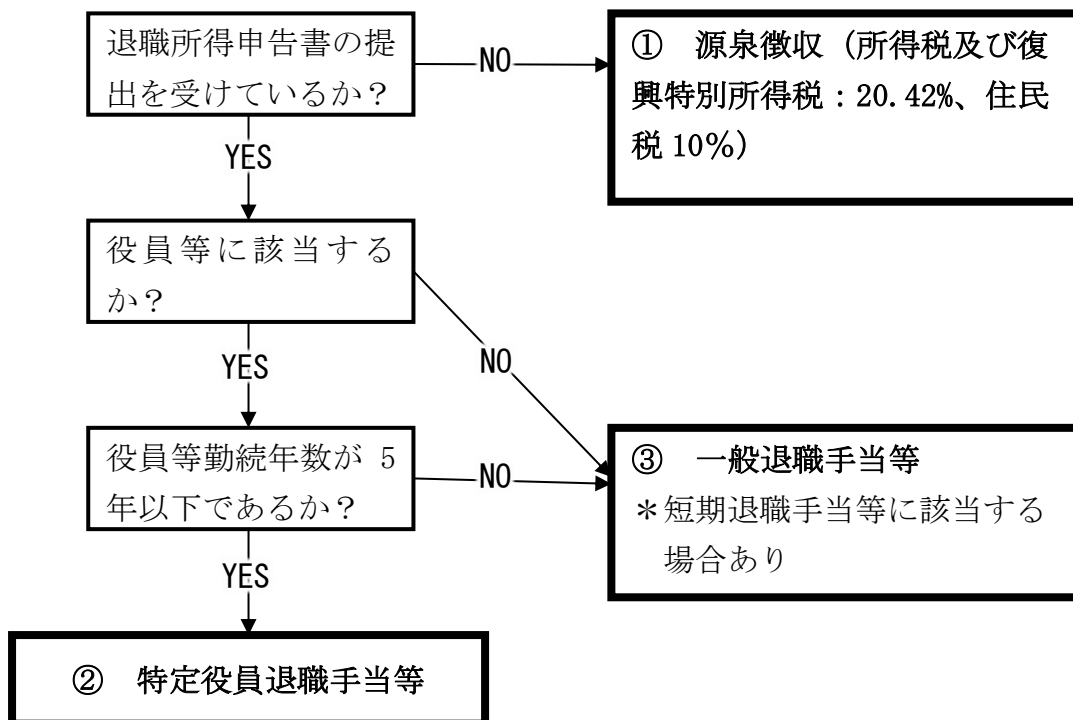 退職所得申告書の提
出を受けているか？
NO
① 源泉徴収（所得税及び復
興特別所得税：20.42%、住民
税 10％）
YES
役員等に該当する
か？
NO
YES
役員等勤続年数が 5
年以下であるか？
NO
③ 一般退職手当等
＊短期退職手当等に該当する
場合あり
YES
② 特定役員退職手当等